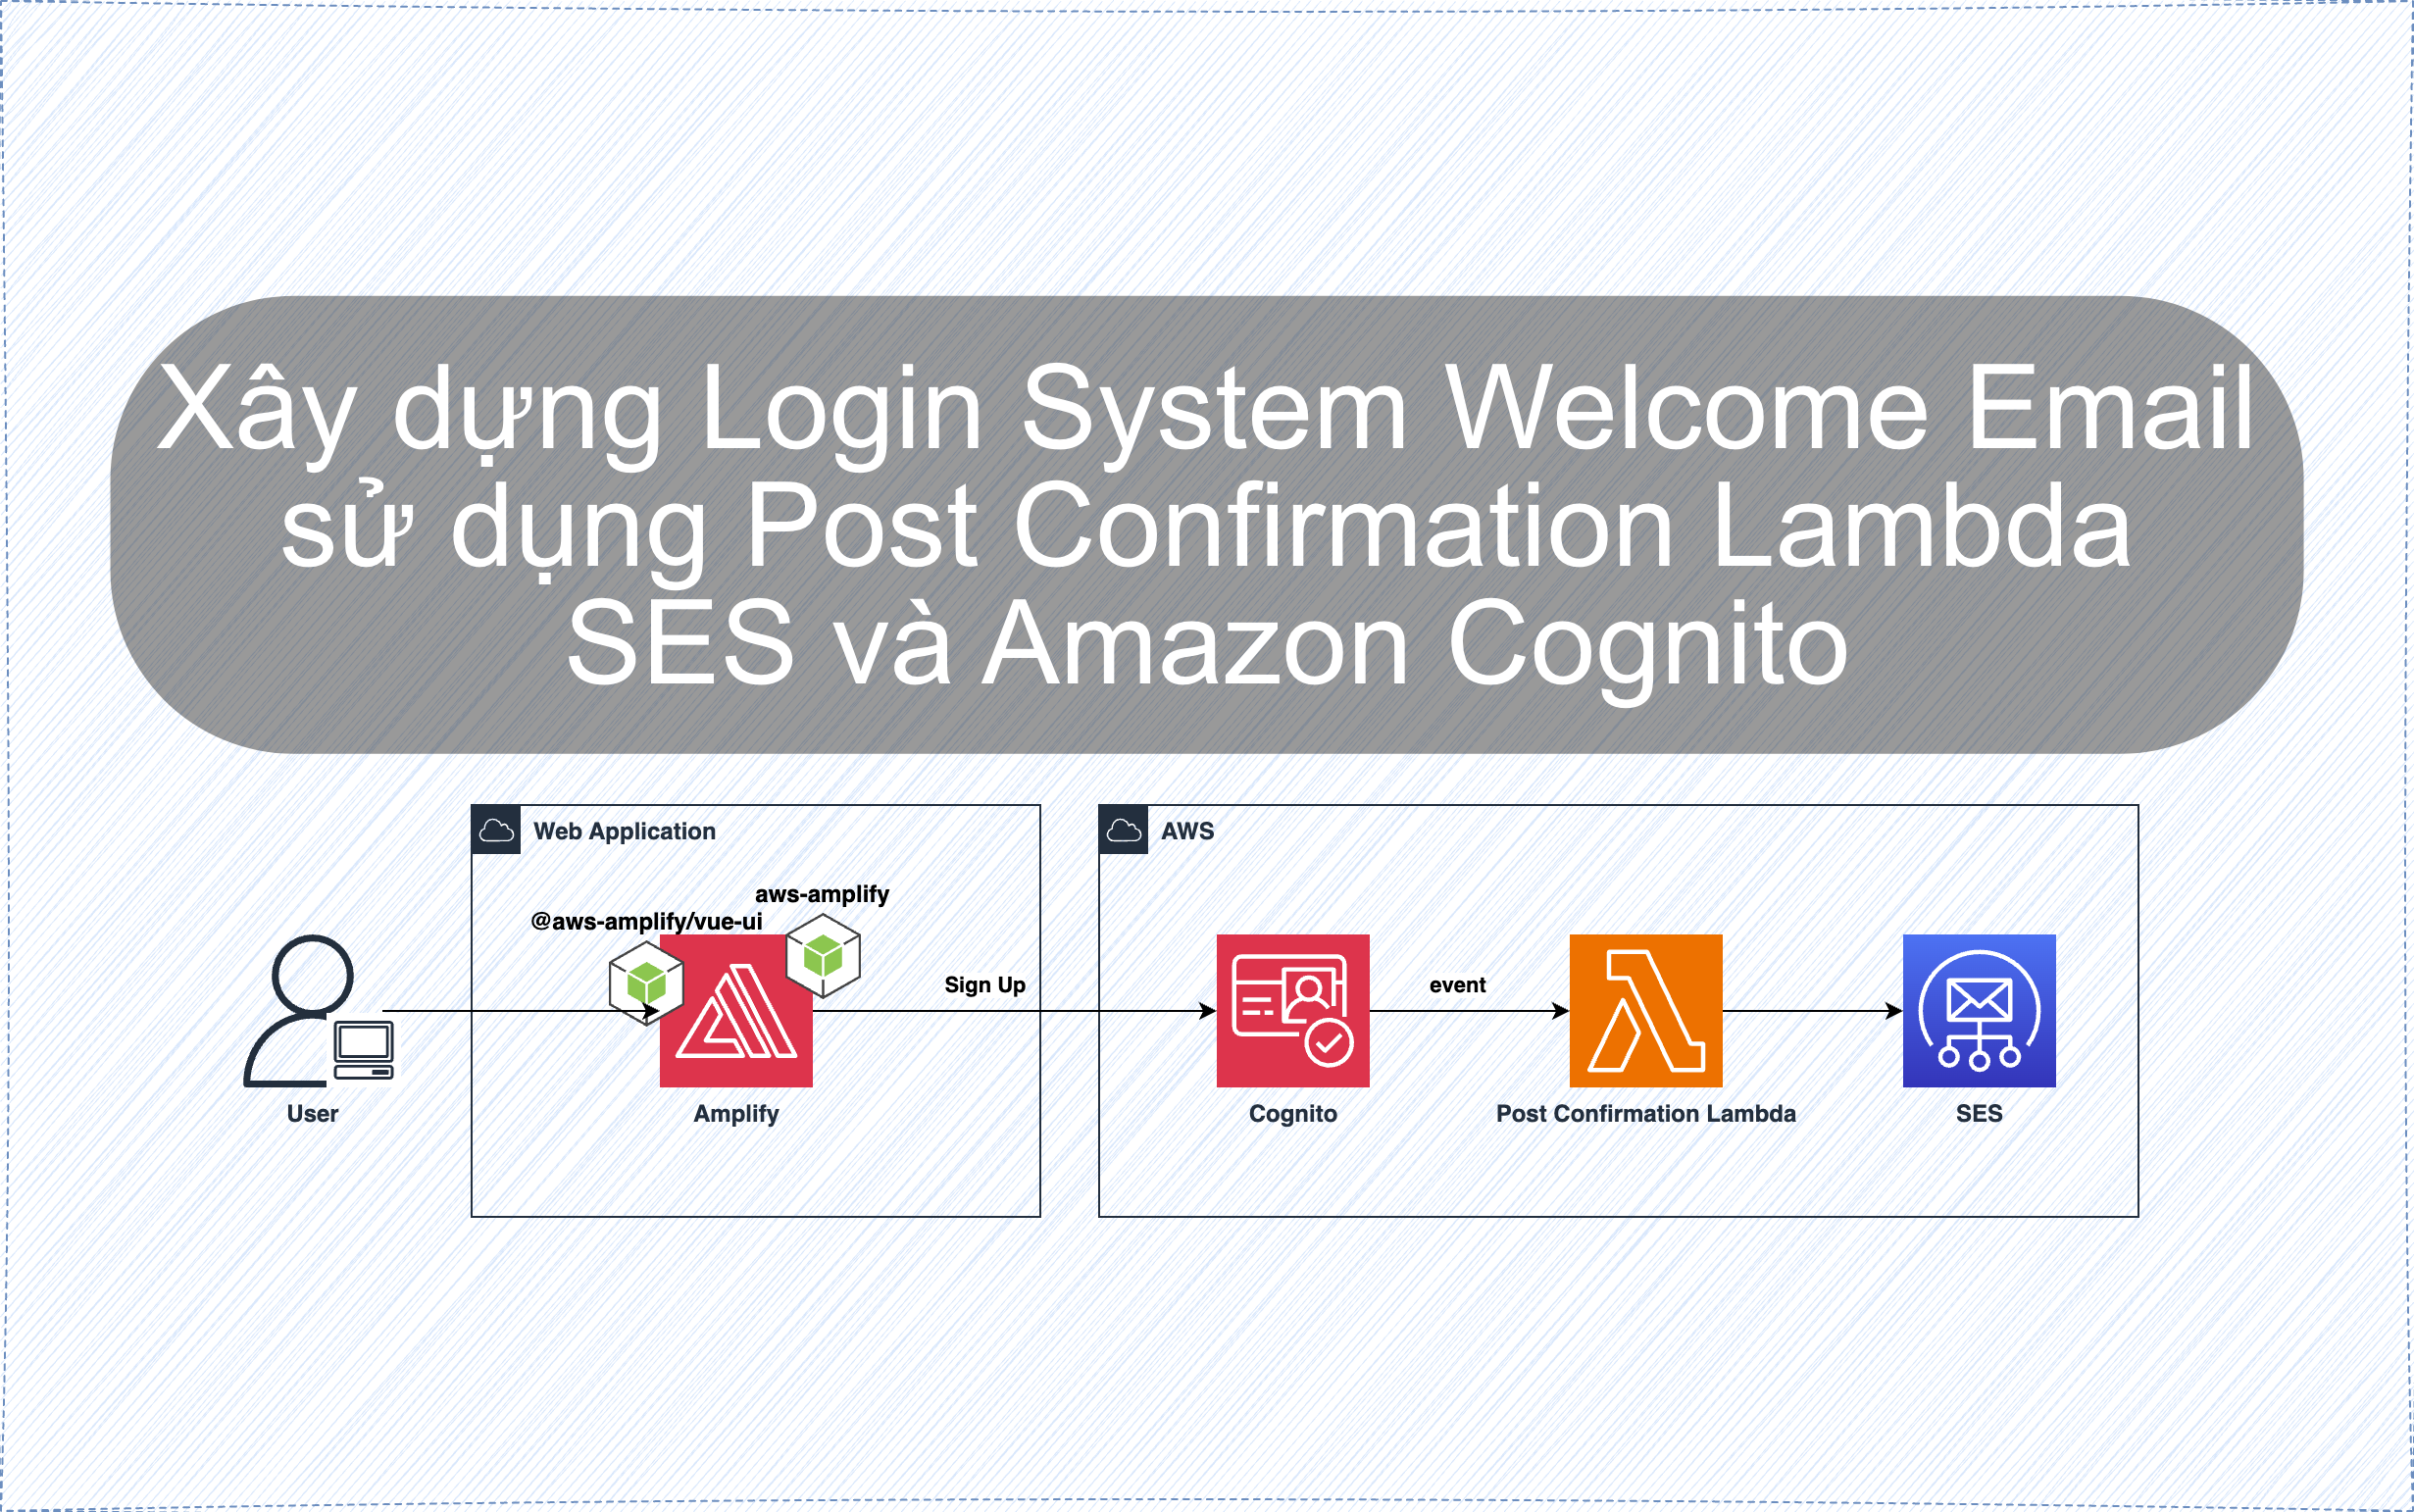 Xây dựng Login System Welcome Email
sử dụng Post Confirmation Lambda
SES và Amazon Cognito
Web Application
AWS
aws-amplify
@aws-amplify/vue-ui
Sign Up
event
User
Amplify
Cognito
Post Confirmation Lambda
SES